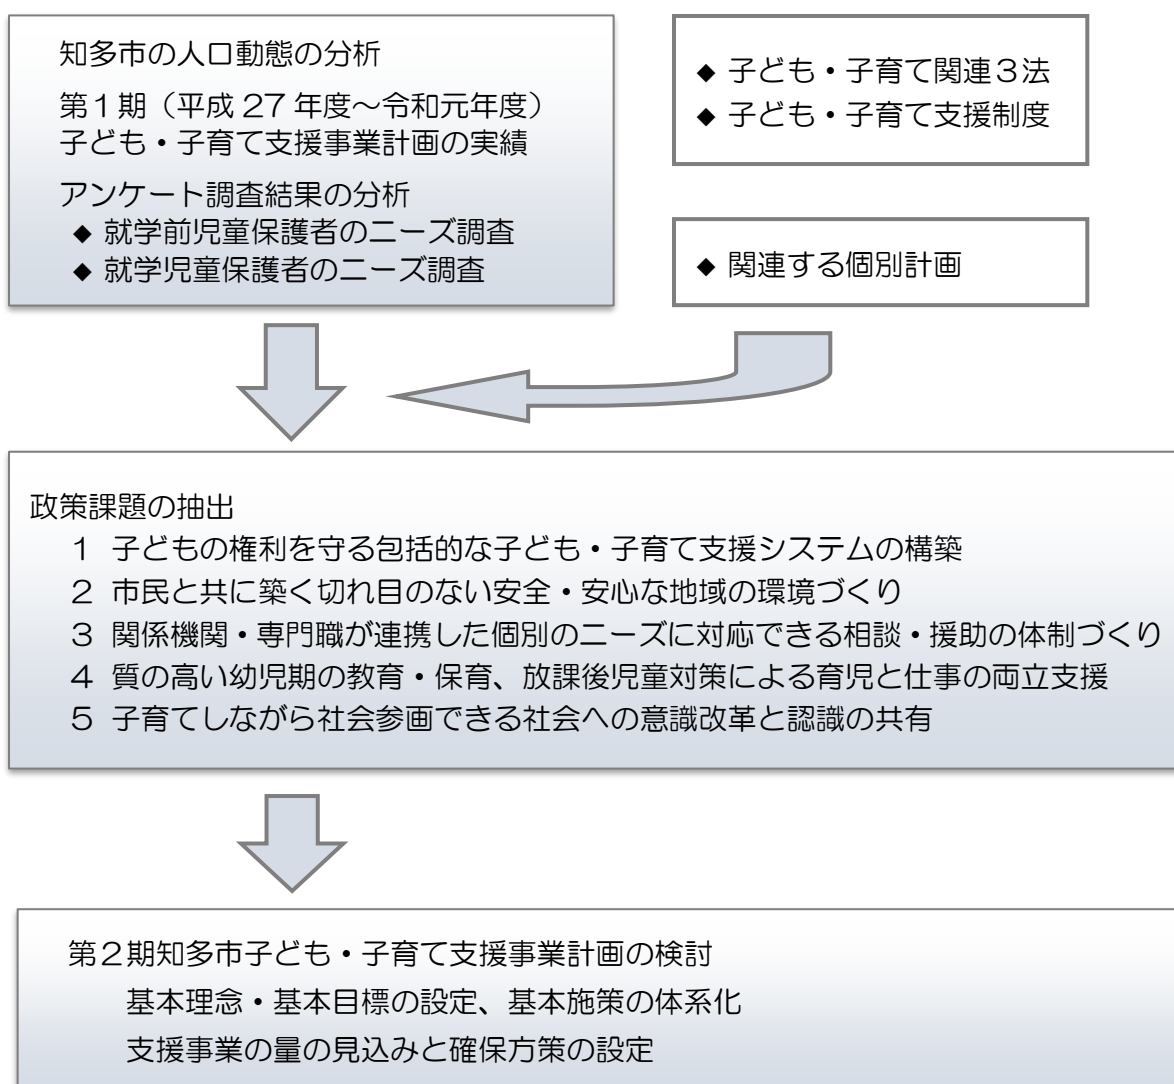 知多市の人口動態の分析
第1期（平成 27 年度～令和元年度）
子ども・子育て支援事業計画の実績
アンケート調査結果の分析
◆ 就学前児童保護者のニーズ調査
◆ 就学児童保護者のニーズ調査
◆ 子ども・子育て関連３法
◆ 子ども・子育て支援制度
◆ 関連する個別計画
政策課題の抽出
１ 子どもの権利を守る包括的な子ども・子育て支援システムの構築
２ 市民と共に築く切れ目のない安全・安心な地域の環境づくり
３ 関係機関・専門職が連携した個別のニーズに対応できる相談・援助の体制づくり
４ 質の高い幼児期の教育・保育、放課後児童対策による育児と仕事の両立支援
５ 子育てしながら社会参画できる社会への意識改革と認識の共有
第２期知多市子ども・子育て支援事業計画の検討
基本理念・基本目標の設定、基本施策の体系化
支援事業の量の見込みと確保方策の設定